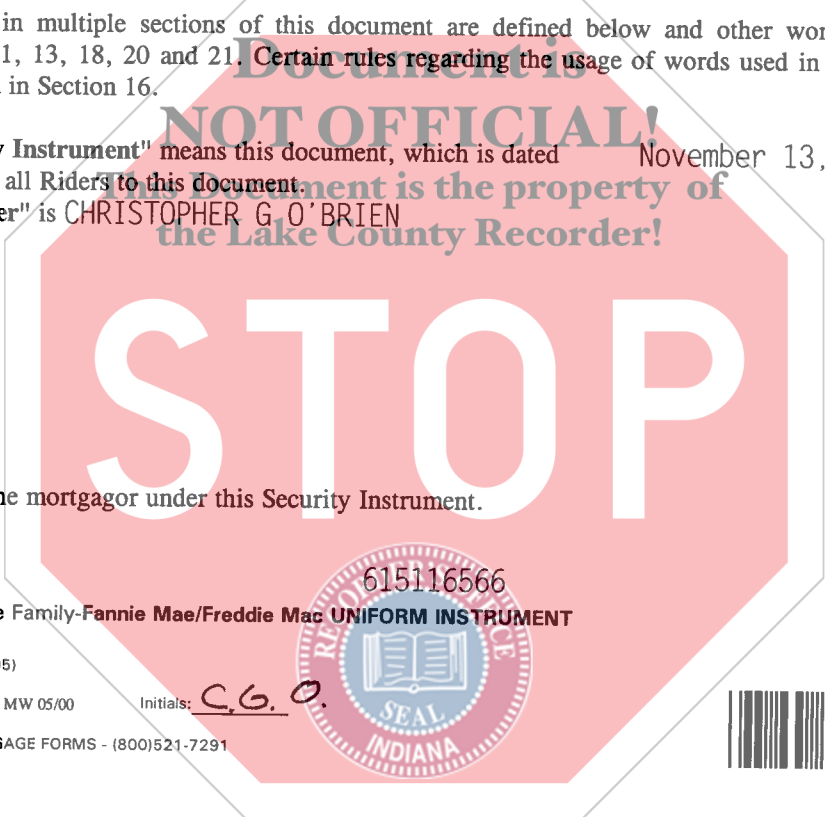 in multiple sections of this document are defined below and other wor
1, 13, 18, 20 and 21. Certain rules regarding the usage of words used in
in Section 16.
Document is
NOT OFFICIAL!
This Document is the property of
the Lake County Recorder!
Instrument" means this document, which is dated November 13,
all Riders to this document.
er" is CHRISTOPHER G O'BRIEN
STOP
he mortgagor under this Security Instrument.
615116566
e Family-Fannie Mae/Freddie Mac UNIFORM INSTRUMENT
MW 05/00 Initials: C.G.O.
GAGE FORMS - (800)521-7291
SEAL
INDIANA